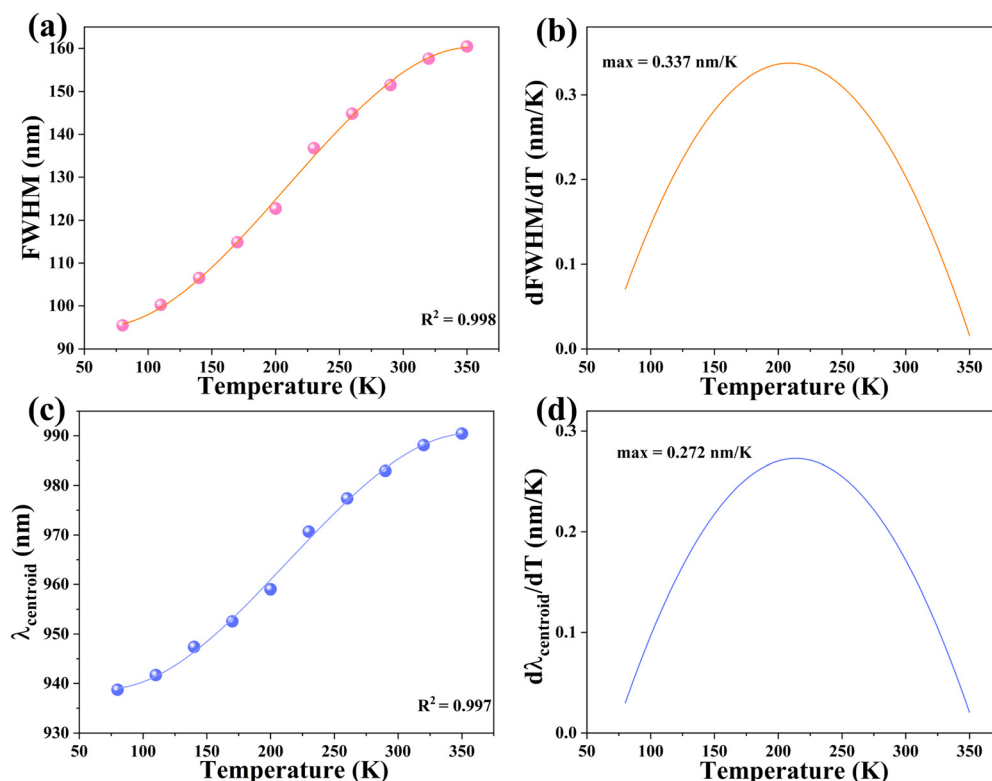 (a)
160
150
140
130
120
110
100
90
FWHM (nm)
R² = 0.998
50 100 150 200 250 300 350
Temperature (K)
(b)
max = 0.337 nm/K
0.3
0.2
0.1
0.0
dFWHM/dT (nm/K)
50 100 150 200 250 300 350
Temperature (K)
(c)
990
980
970
960
950
940
930
λcentroid (nm)
R² = 0.997
50 100 150 200 250 300 350
Temperature (K)
(d)
max = 0.272 nm/K
0.3
0.2
0.1
0.0
dλcentroid/dT (nm/K)
50 100 150 200 250 300 350
Temperature (K)